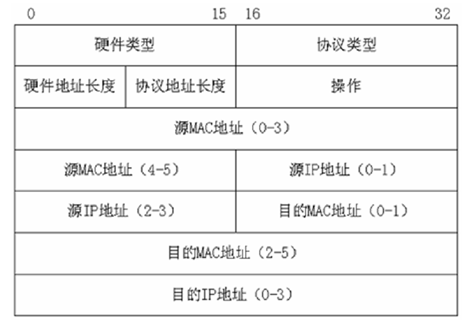 0 15 16 32
硬件类型 协议类型
硬件地址长度 协议地址长度 操作
源MAC地址（0-3）
源MAC地址（4-5） 源IP地址（0-1）
源IP地址（2-3） 目的MAC地址（0-1）
目的MAC地址（2-5）
目的IP地址（0-3）